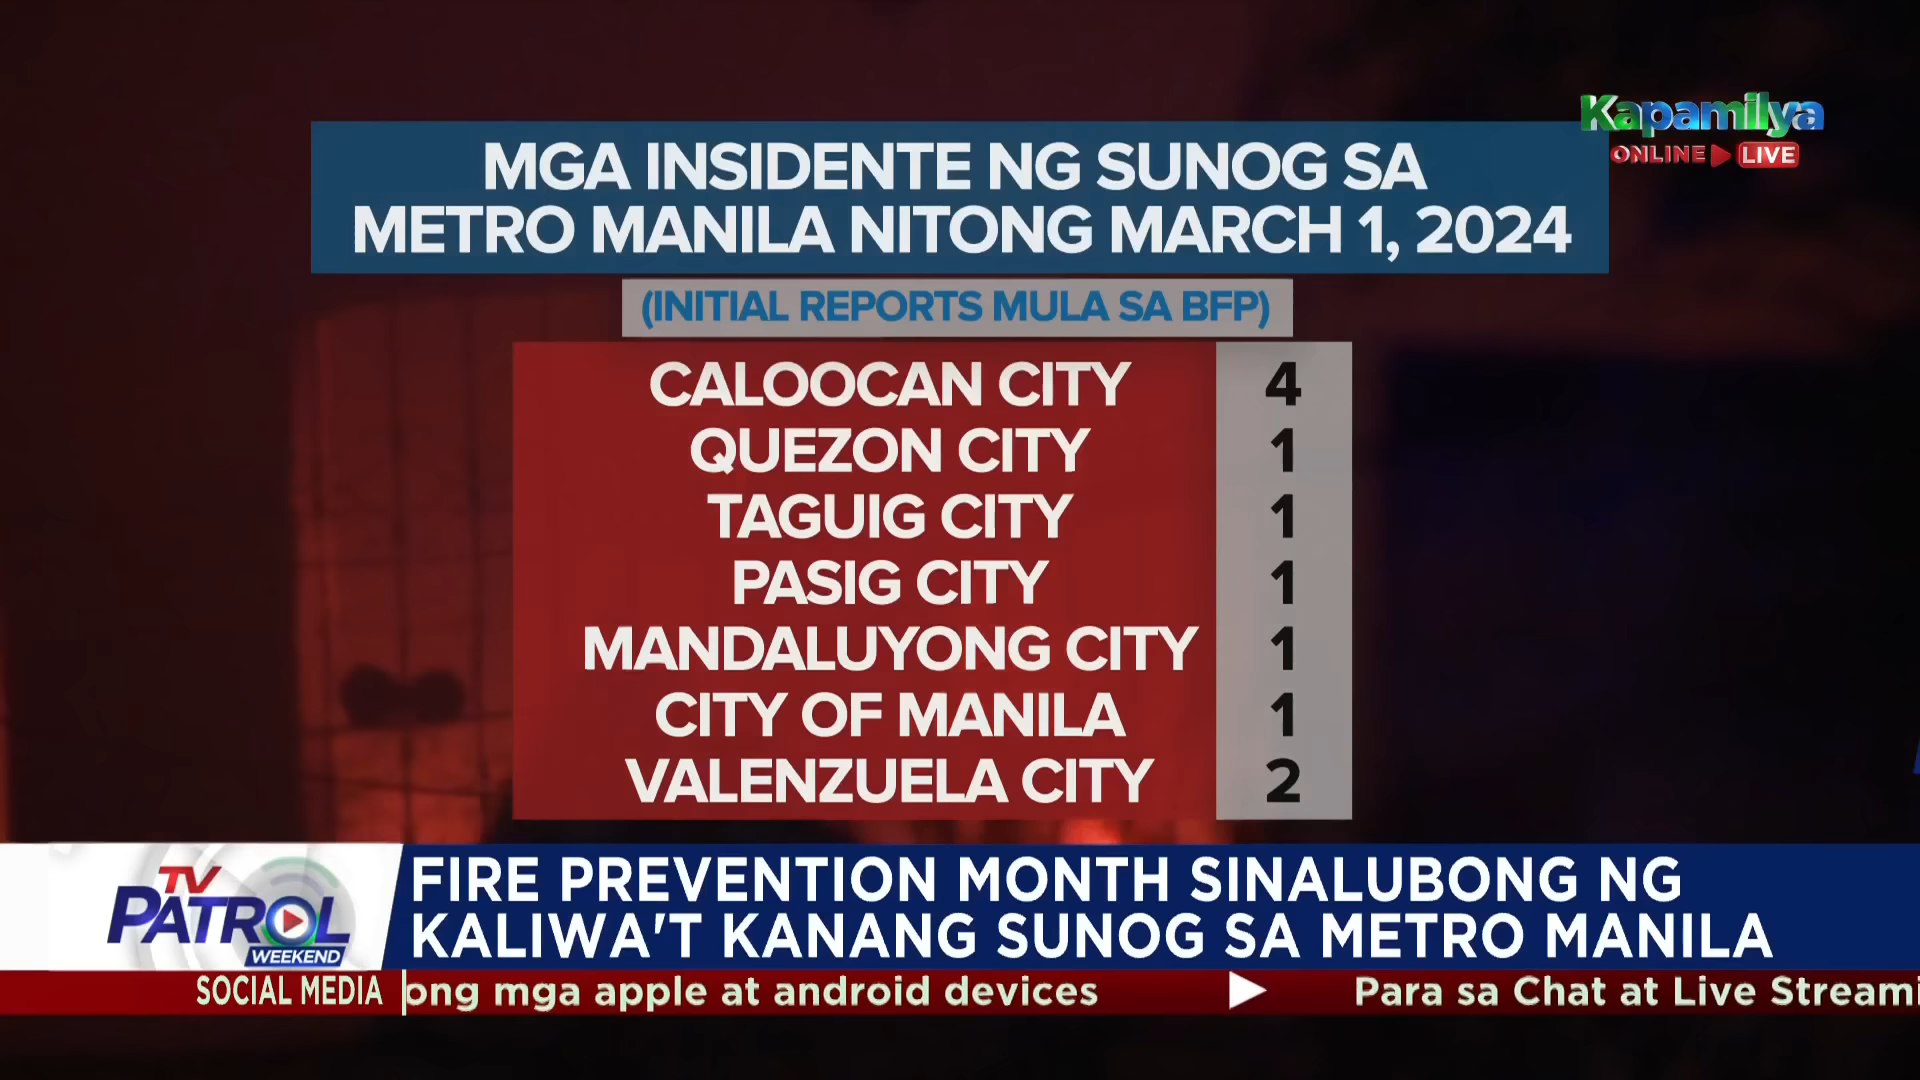 Kapamilya
ONLINE LIVE
MGA INSIDENTE NG SUNOG SA
METRO MANILA NITONG MARCH 1, 2024
(INITIAL REPORTS MULA SA BFP)
CALOOCAN CITY 4
QUEZON CITY 1
TAGUIG CITY 1
PASIG CITY 1
MANDALUYONG CITY 1
CITY OF MANILA 1
VALENZUELA CITY 2
TV
PATROL
WEEKEND
FIRE PREVENTION MONTH SINALUBONG NG
KALIWA'T KANANG SUNOG SA METRO MANILA
SOCIAL MEDIA ong mga apple at android devices Para sa Chat at Live Streami